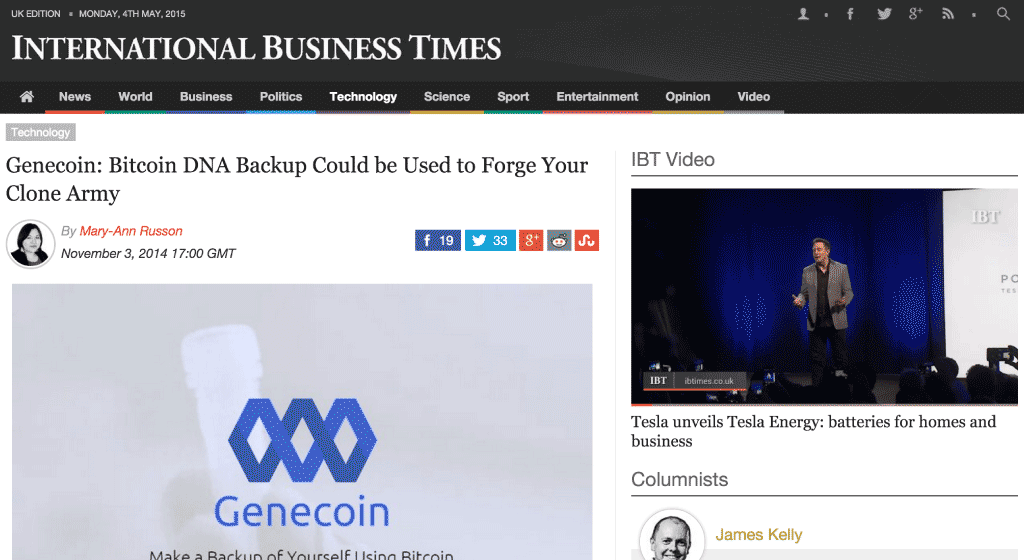 UK EDITION MONDAY, 4TH MAY, 2015
INTERNATIONAL BUSINESS TIMES
News World Business Politics Technology Science Sport Entertainment Opinion Video
Technology
Genecoin: Bitcoin DNA Backup Could be Used to Forge Your
Clone Army
By Mary-Ann Russon
November 3, 2014 17:00 GMT
19 33
Genecoin
Make a Backup of Yourself Using Bitcoin
IBT Video
IBT
IBT ibtimes.co.uk
Tesla unveils Tesla Energy: batteries for homes and
business
Columnists
James Kelly